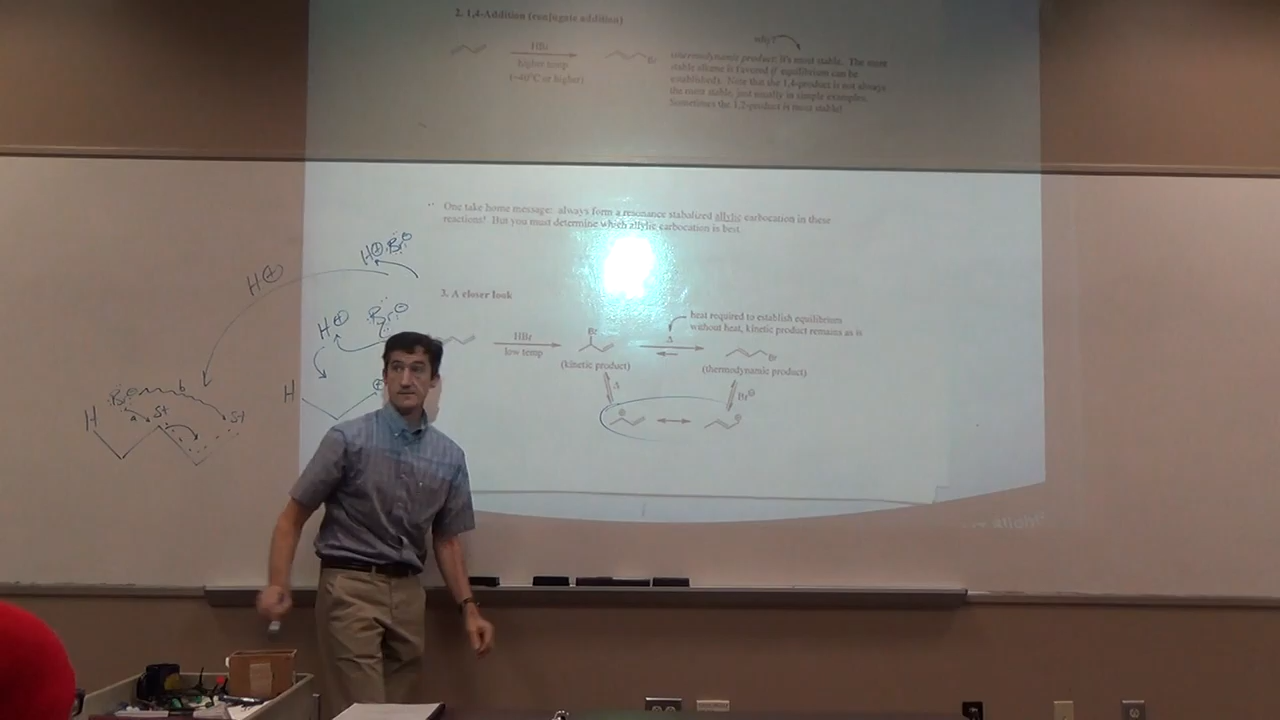 2. 1,4-Addition (conjugate addition)
why?
HBr
higher temp
(~40°C or higher)
Br
thermodynamic product: it's most stable. The more
stable alkene is favored if equilibrium can be
established). Note that the 1,4-product is not always
the more stable, just usually in simple examples.
Sometimes the 1,2-product is most stable!
One take home message: always form a resonance stabalized allylic carbocation in these
reactions! But you must determine which allylic carbocation is best.
3. A closer look
heat required to establish equilibrium
without heat, kinetic product remains as is
HBr
low temp
Br
(kinetic product)
Δ
Br
(thermodynamic product)
Δ
Br⊖
⊕
⊕
H⊕ Br⊖
H⊕
H⊕ Br⊖
H ⊕
Br b
H a δ+ δ+